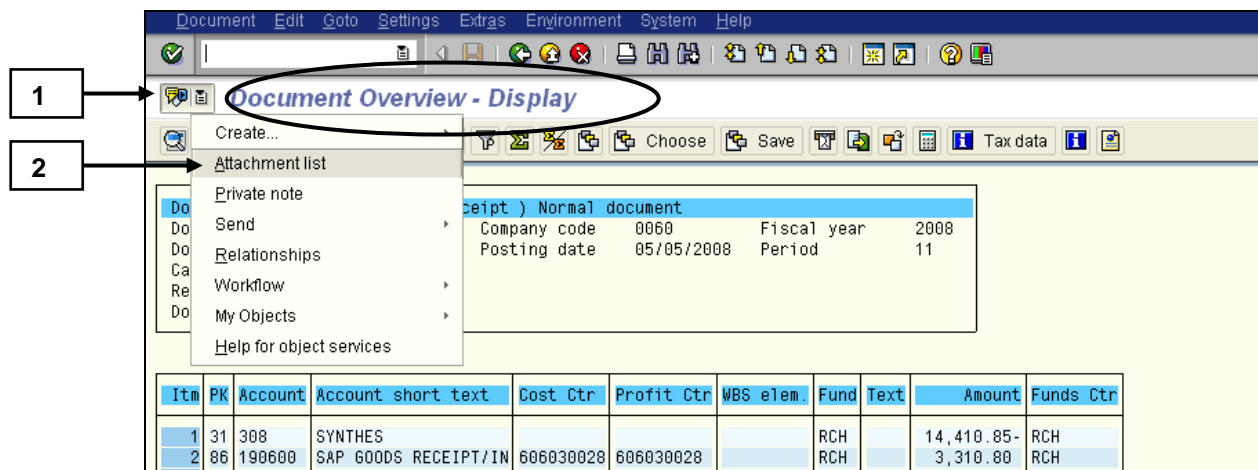 Document Edit Goto Settings Extras Environment System Help
1
Document Overview - Display
Create...
Choose Save Tax data
2
Attachment list
Private note
Send
Relationships
Workflow
My Objects
Help for object services
Do ceipt ) Normal document
Do Company code 0060 Fiscal year 2008
Do Posting date 05/05/2008 Period 11
Ca
Re
Do
Itm PK Account Account short text Cost Ctr Profit Ctr WBS elem. Fund Text Amount Funds Ctr
1 31 308 SYNTHES RCH 14,410.85- RCH
2 86 190600 SAP GOODS RECEIPT/IN 606030028 606030028 RCH 3,310.80 RCH